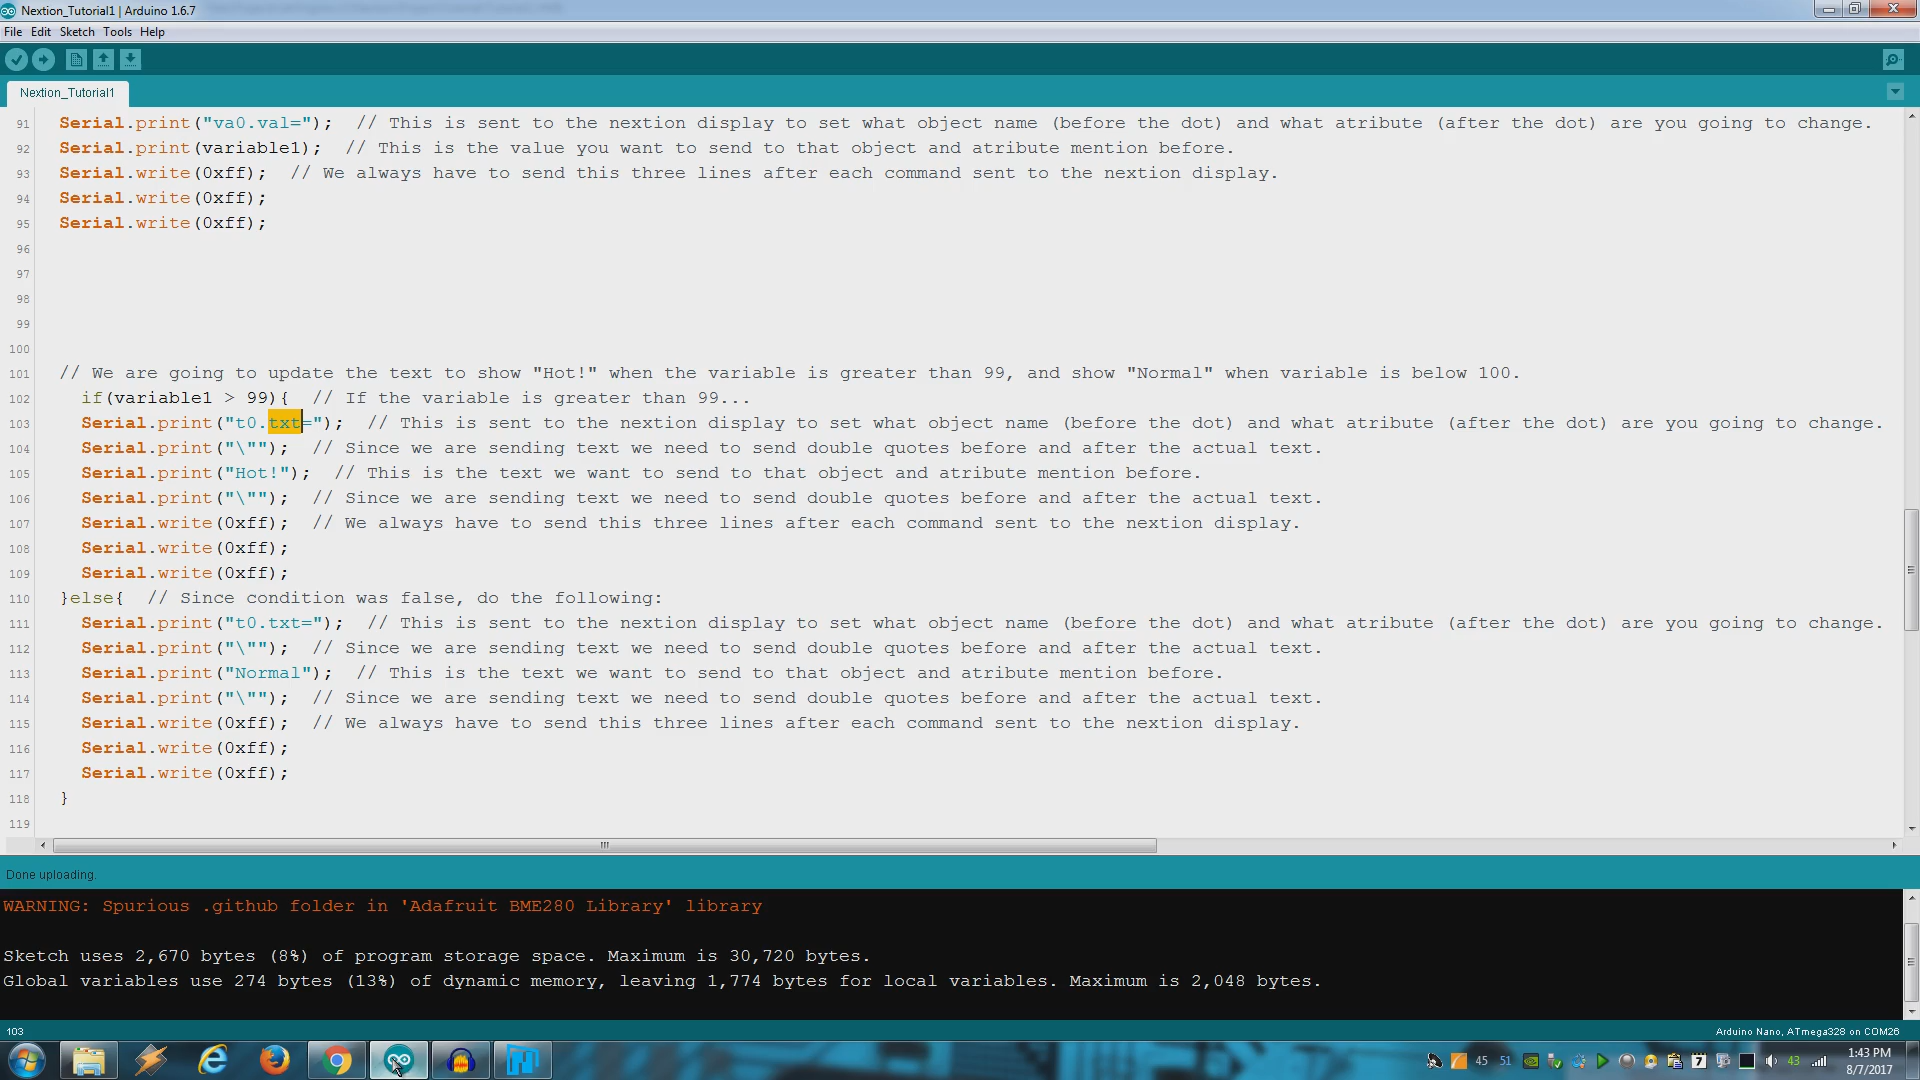 Nextion_Tutorial1 | Arduino 1.6.7
File Edit Sketch Tools Help
Nextion_Tutorial1
91 Serial.print("va0.val="); // This is sent to the nextion display to set what object name (before the dot) and what atribute (after the dot) are you going to change.
92 Serial.print(variable1); // This is the value you want to send to that object and atribute mention before.
93 Serial.write(0xff); // We always have to send this three lines after each command sent to the nextion display.
94 Serial.write(0xff);
95 Serial.write(0xff);
96
97
98
99
100
101 // We are going to update the text to show "Hot!" when the variable is greater than 99, and show "Normal" when variable is below 100.
102 if(variable1 > 99){ // If the variable is greater than 99...
103 Serial.print("t0.txt="); // This is sent to the nextion display to set what object name (before the dot) and what atribute (after the dot) are you going to change.
104 Serial.print("\""); // Since we are sending text we need to send double quotes before and after the actual text.
105 Serial.print("Hot!"); // This is the text we want to send to that object and atribute mention before.
106 Serial.print("\""); // Since we are sending text we need to send double quotes before and after the actual text.
107 Serial.write(0xff); // We always have to send this three lines after each command sent to the nextion display.
108 Serial.write(0xff);
109 Serial.write(0xff);
110 }else{ // Since condition was false, do the following:
111 Serial.print("t0.txt="); // This is sent to the nextion display to set what object name (before the dot) and what atribute (after the dot) are you going to change.
112 Serial.print("\""); // Since we are sending text we need to send double quotes before and after the actual text.
113 Serial.print("Normal"); // This is the text we want to send to that object and atribute mention before.
114 Serial.print("\""); // Since we are sending text we need to send double quotes before and after the actual text.
115 Serial.write(0xff); // We always have to send this three lines after each command sent to the nextion display.
116 Serial.write(0xff);
117 Serial.write(0xff);
118 }
119
Done uploading.
WARNING: Spurious .github folder in 'Adafruit BME280 Library' library
Sketch uses 2,670 bytes (8%) of program storage space. Maximum is 30,720 bytes.
Global variables use 274 bytes (13%) of dynamic memory, leaving 1,774 bytes for local variables. Maximum is 2,048 bytes.
103
Arduino Nano, ATmega328 on COM26
45 51 7 43
1:43 PM
8/7/2017